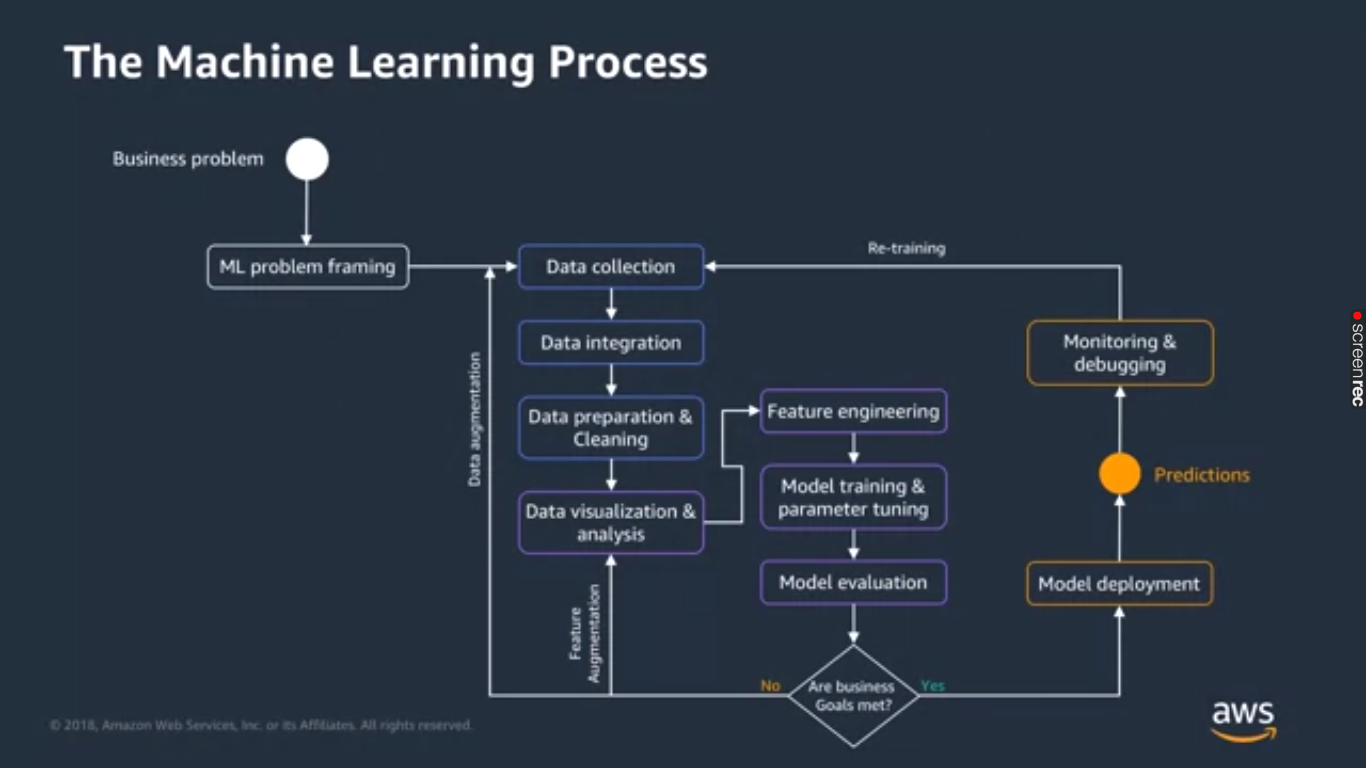 The Machine Learning Process
Business problem
ML problem framing
Data collection
Re-training
Data integration
Data preparation &
Cleaning
Data visualization &
analysis
Data augmentation
Feature
Augmentation
Feature engineering
Model training &
parameter tuning
Model evaluation
Are business
Goals met?
No
Yes
Model deployment
Predictions
Monitoring &
debugging
© 2018, Amazon Web Services, Inc. or its Affiliates. All rights reserved.
aws
screenrec